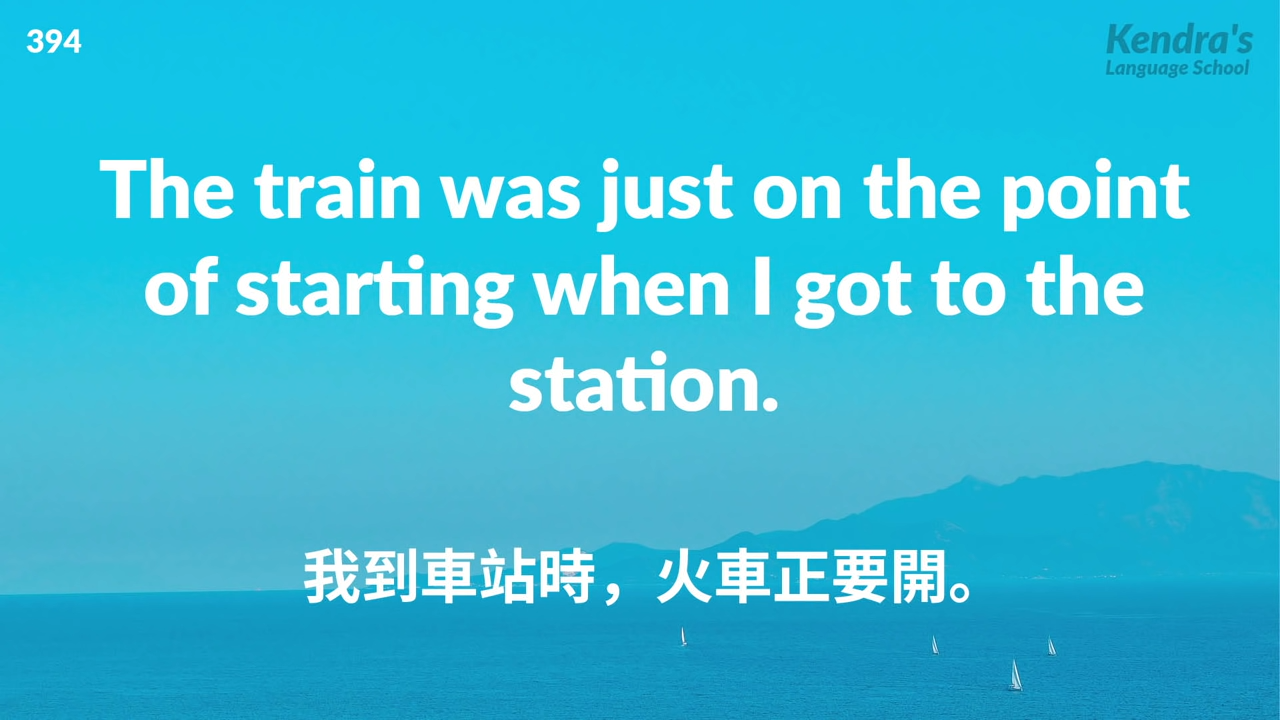 394
Kendra's
Language School
The train was just on the point
of starting when I got to the
station.
我到車站時，火車正要開。